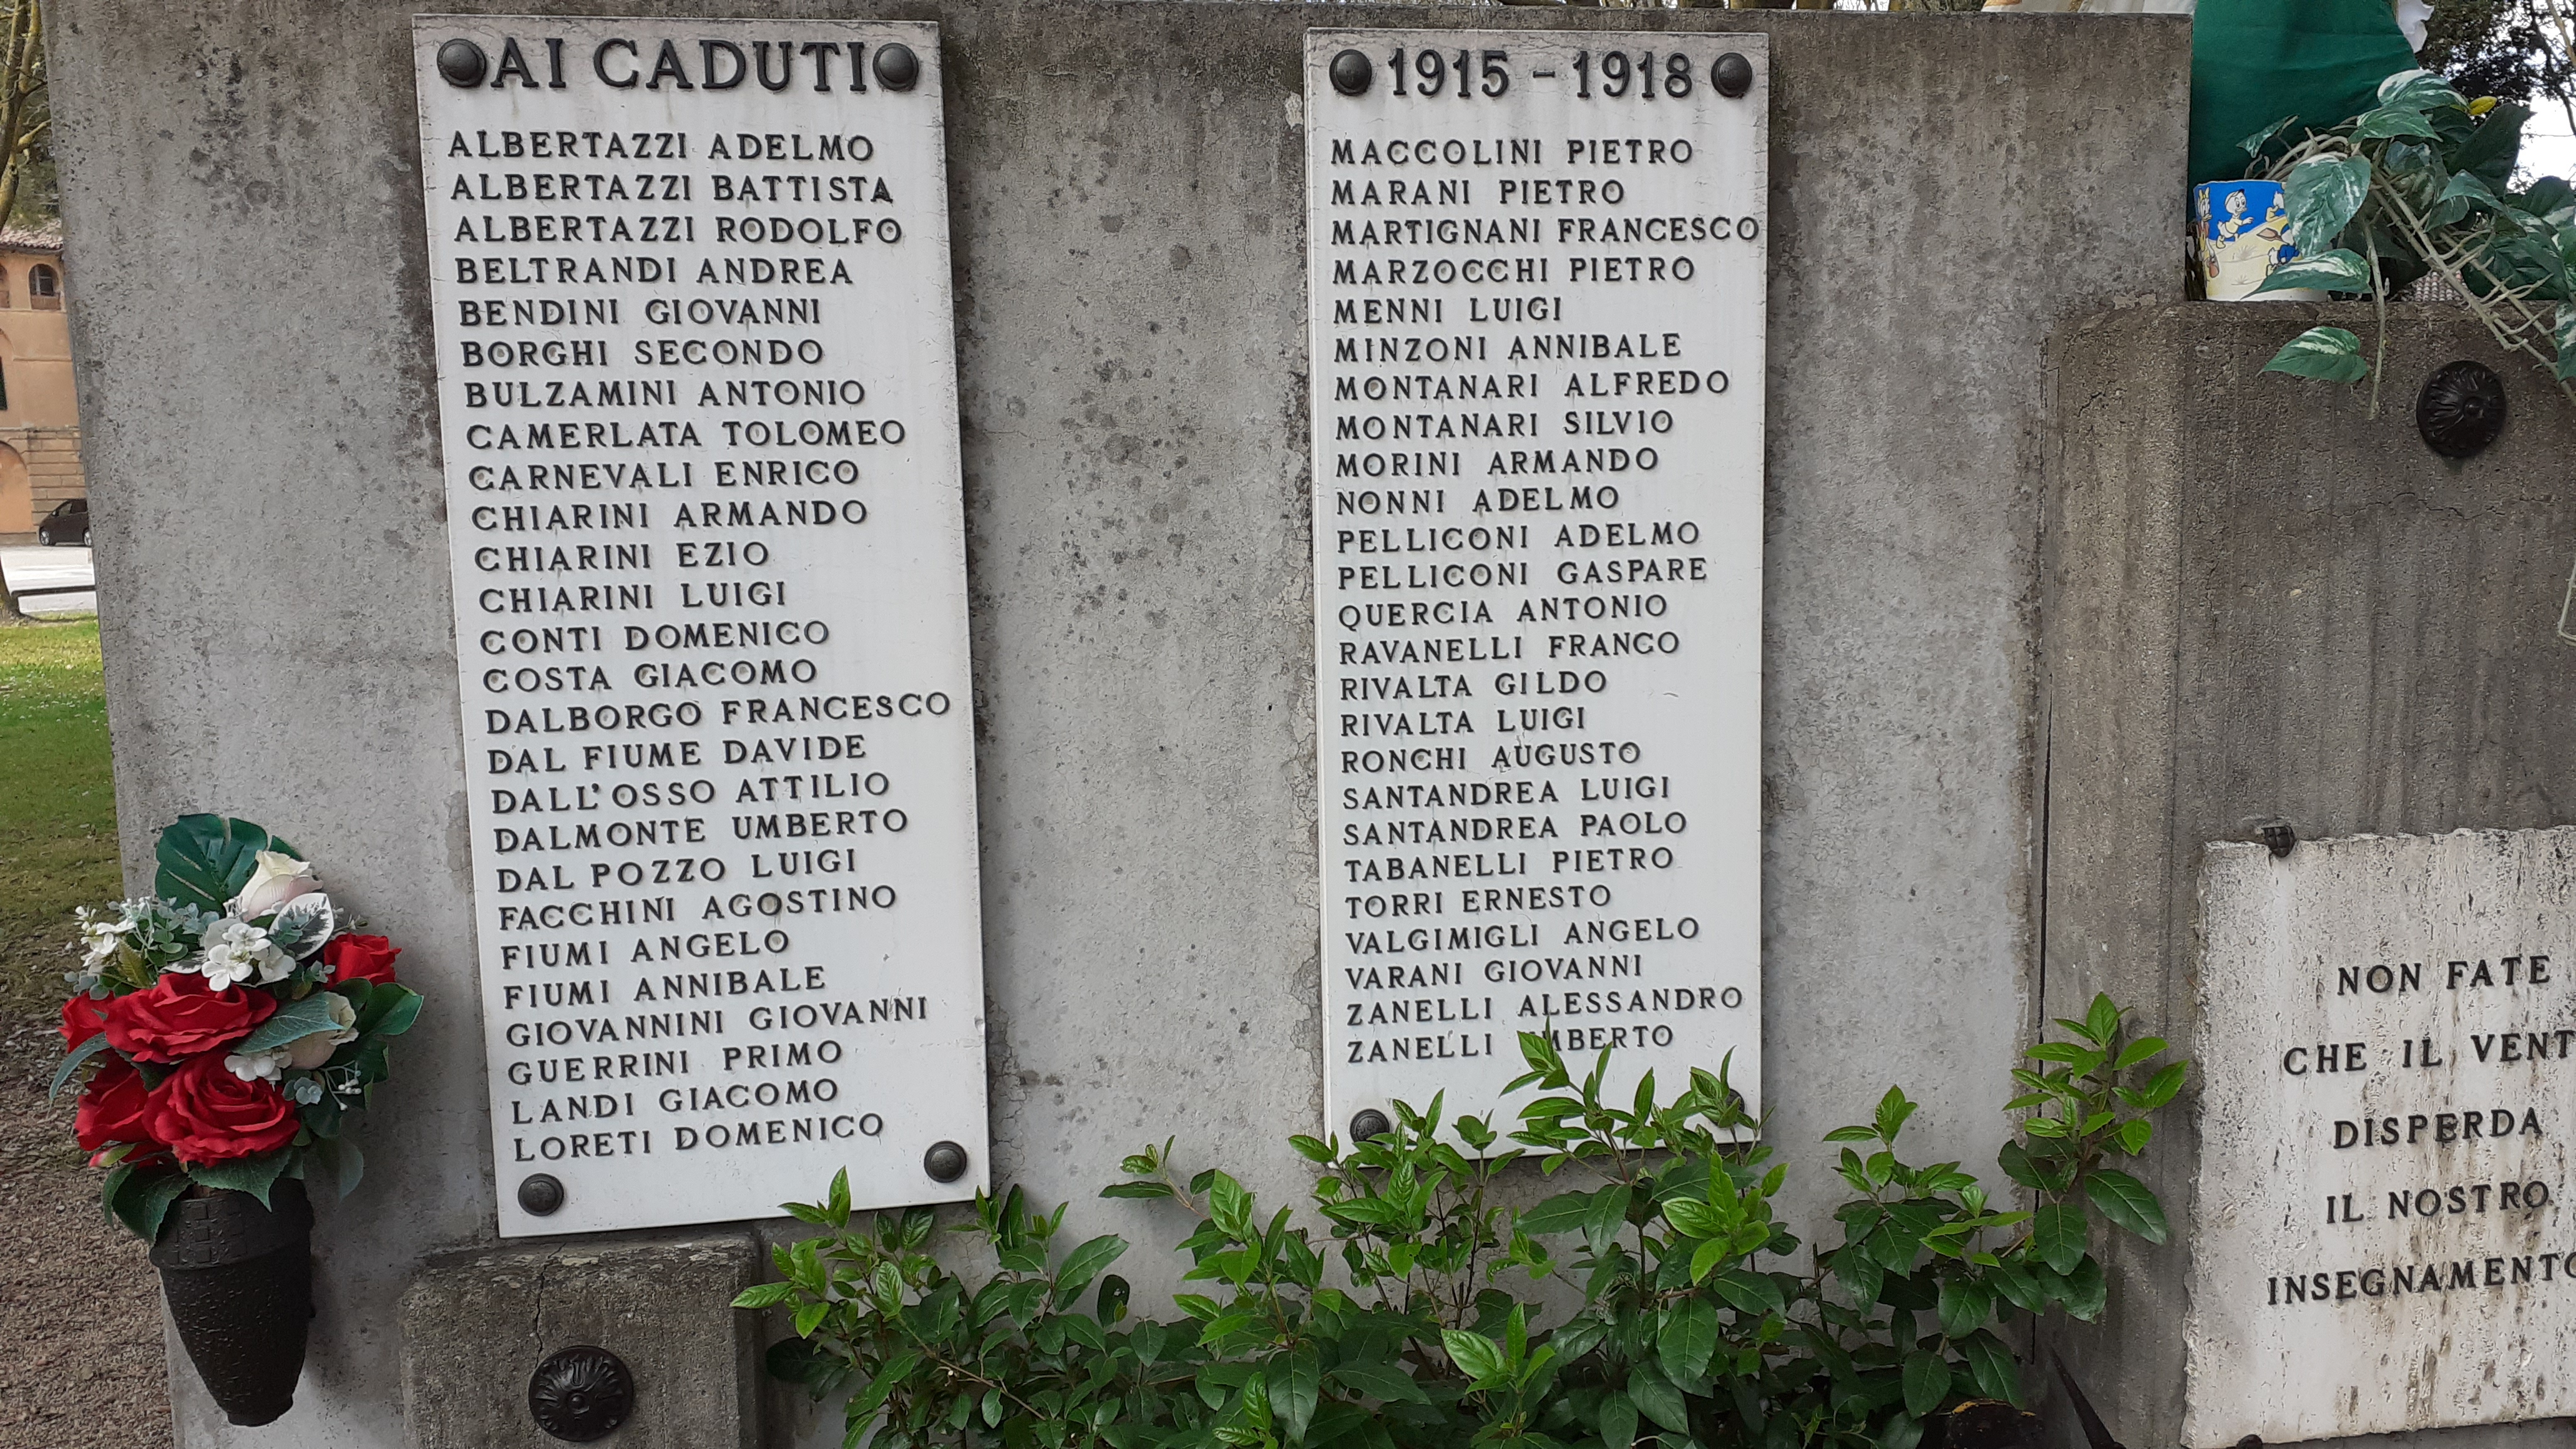 AI CADUTI
ALBERTAZZI ADELMO
ALBERTAZZI BATTISTA
ALBERTAZZI RODOLFO
BELTRANDI ANDREA
BENDINI GIOVANNI
BORGHI SECONDO
BULZAMINI ANTONIO
CAMERLATA TOLOMEO
CARNEVALI ENRICO
CHIARINI ARMANDO
CHIARINI EZIO
CHIARINI LUIGI
CONTI DOMENICO
COSTA GIACOMO
DALBORGO FRANCESCO
DAL FIUME DAVIDE
DALL'OSSO ATTILIO
DALMONTE UMBERTO
DAL POZZO LUIGI
FACCHINI AGOSTINO
FIUMI ANGELO
FIUMI ANNIBALE
GIOVANNINI GIOVANNI
GUERRINI PRIMO
LANDI GIACOMO
LORETI DOMENICO
1915 - 1918
MACCOLINI PIETRO
MARANI PIETRO
MARTIGNANI FRANCESCO
MARZOCCHI PIETRO
MENNI LUIGI
MINZONI ANNIBALE
MONTANARI ALFREDO
MONTANARI SILVIO
MORINI ARMANDO
NONNI ADELMO
PELLICONI ADELMO
PELLICONI GASPARE
QUERCIA ANTONIO
RAVANELLI FRANCO
RIVALTA GILDO
RIVALTA LUIGI
RONCHI AUGUSTO
SANTANDREA LUIGI
SANTANDREA PAOLO
TABANELLI PIETRO
TORRI ERNESTO
VALGIMIGLI ANGELO
VARANI GIOVANNI
ZANELLI ALESSANDRO
ZANELLI UMBERTO
NON FATE
CHE IL VENT
DISPERDA
IL NOSTRO
INSEGNAMENTO